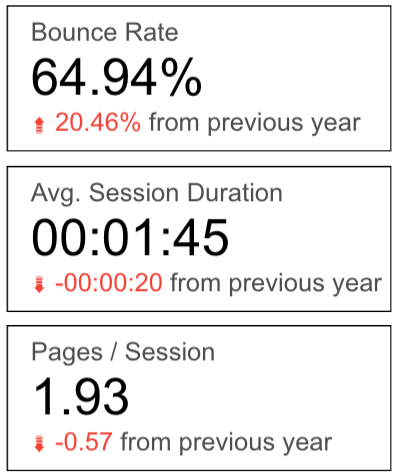 Bounce Rate
64.94%
20.46% from previous year
Avg. Session Duration
00:01:45
-00:00:20 from previous year
Pages / Session
1.93
-0.57 from previous year